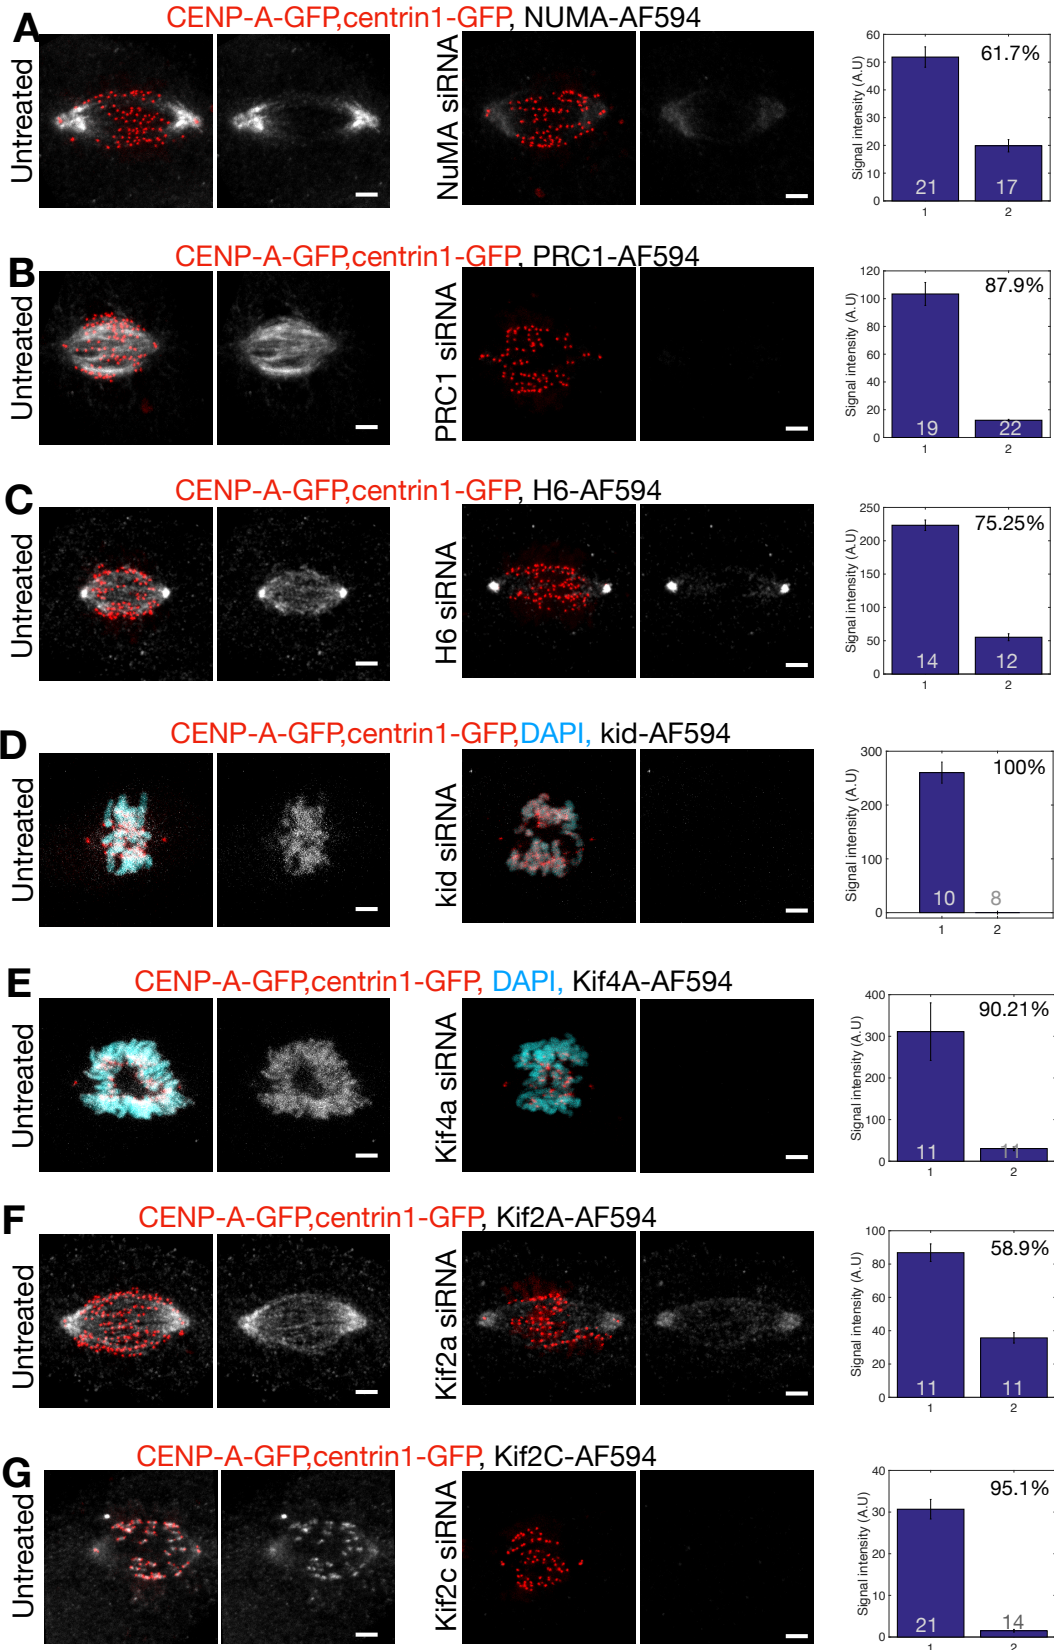 A
CENP-A-GFP,centrin1-GFP, NUMA-AF594
Untreated
NuMA siRNA
Signal intensity (A.U)
60
50
40
30
20
10
0
61.7%
21
17
1
2
B
CENP-A-GFP,centrin1-GFP, PRC1-AF594
Untreated
PRC1 siRNA
Signal intensity (A.U)
120
100
80
60
40
20
0
87.9%
19
22
1
2
C
CENP-A-GFP,centrin1-GFP, H6-AF594
Untreated
H6 siRNA
Signal intensity (A.U)
250
200
150
100
50
0
75.25%
14
12
1
2
D
CENP-A-GFP,centrin1-GFP,DAPI, kid-AF594
Untreated
kid siRNA
Signal intensity (A.U)
300
200
100
0
100%
10
8
1
2
E
CENP-A-GFP,centrin1-GFP, DAPI, Kif4A-AF594
Untreated
Kif4a siRNA
Signal intensity (A.U)
400
300
200
100
0
90.21%
11
11
1
2
F
CENP-A-GFP,centrin1-GFP, Kif2A-AF594
Untreated
Kif2a siRNA
Signal intensity (A.U)
100
80
60
40
20
0
58.9%
11
11
1
2
G
CENP-A-GFP,centrin1-GFP, Kif2C-AF594
Untreated
Kif2c siRNA
Signal intensity (A.U)
40
30
20
10
0
95.1%
21
14
1
2